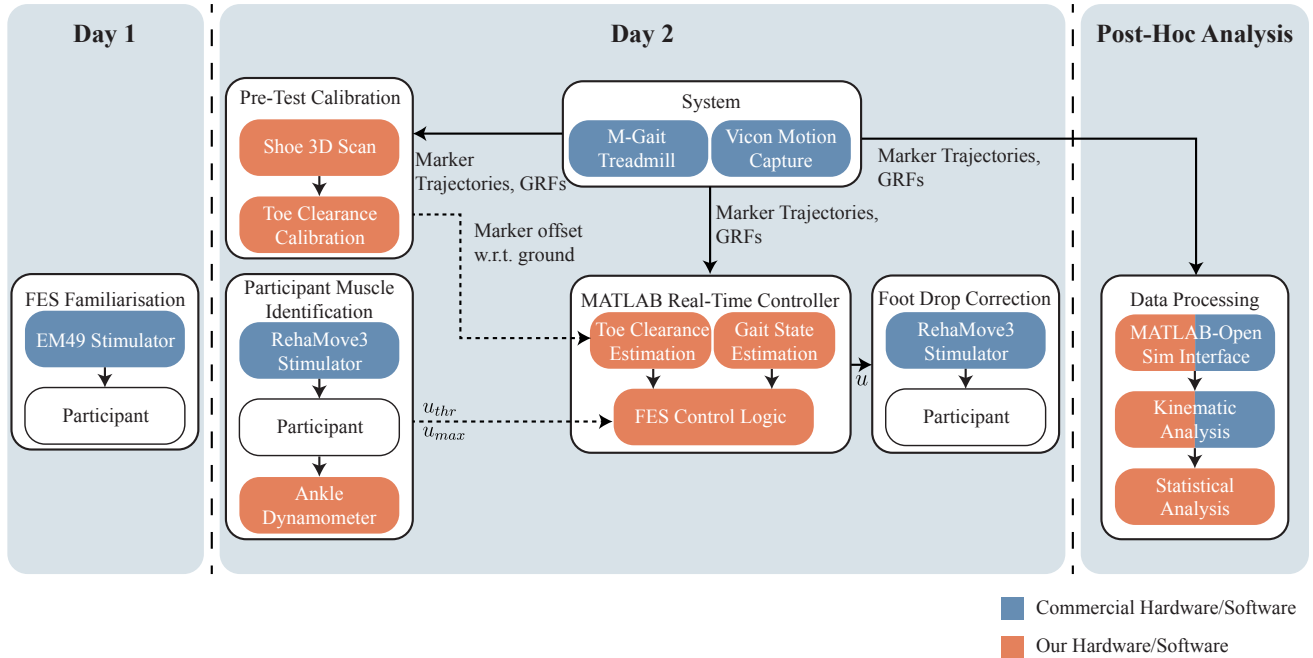 Day 1
Day 2
Post-Hoc Analysis
FES Familiarisation
EM49 Stimulator
Participant
Pre-Test Calibration
Shoe 3D Scan
Toe Clearance
Calibration
System
M-Gait
Treadmill
Vicon Motion
Capture
Marker
Trajectories, GRFs
Marker Trajectories,
GRFs
Marker Trajectories,
GRFs
Marker offset
w.r.t. ground
Participant Muscle
Identification
RehaMove3
Stimulator
Participant
Ankle
Dynamometer
u_thr
u_max
MATLAB Real-Time Controller
Toe Clearance
Estimation
Gait State
Estimation
FES Control Logic
u
Foot Drop Correction
RehaMove3
Stimulator
Participant
Data Processing
MATLAB-Open
Sim Interface
Kinematic
Analysis
Statistical
Analysis
Commercial Hardware/Software
Our Hardware/Software